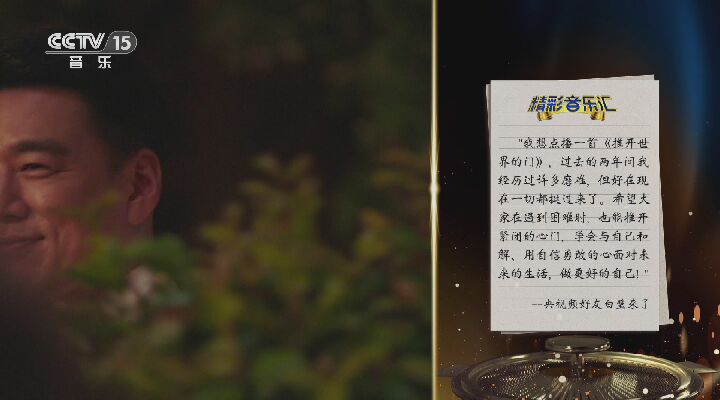 CCTV 15
音乐
精彩音乐汇
"我想点播一首《推开世
界的门》，过去的两年间我
经历过许多磨难，但好在现
在一切都挺过来了。希望大
家在遇到困难时，也能推开
紧闭的心门，学会与自己和
解、用自信勇敢的心面对未
来的生活，做更好的自己！"
--央视频好友白篮来了